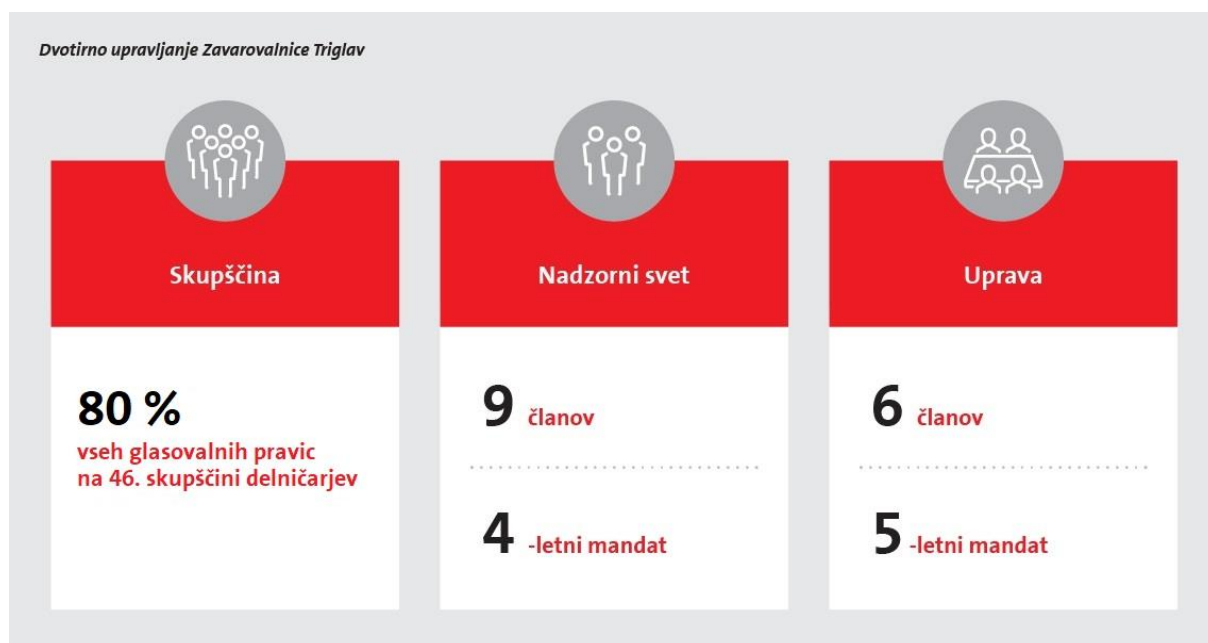 Dvotirno upravljanje Zavarovalnice Triglav
Skupščina
80 %
vseh glasovalnih pravic
na 46. skupščini delničarjev
Nadzorni svet
9 članov
4 -letni mandat
Uprava
6 članov
5 -letni mandat